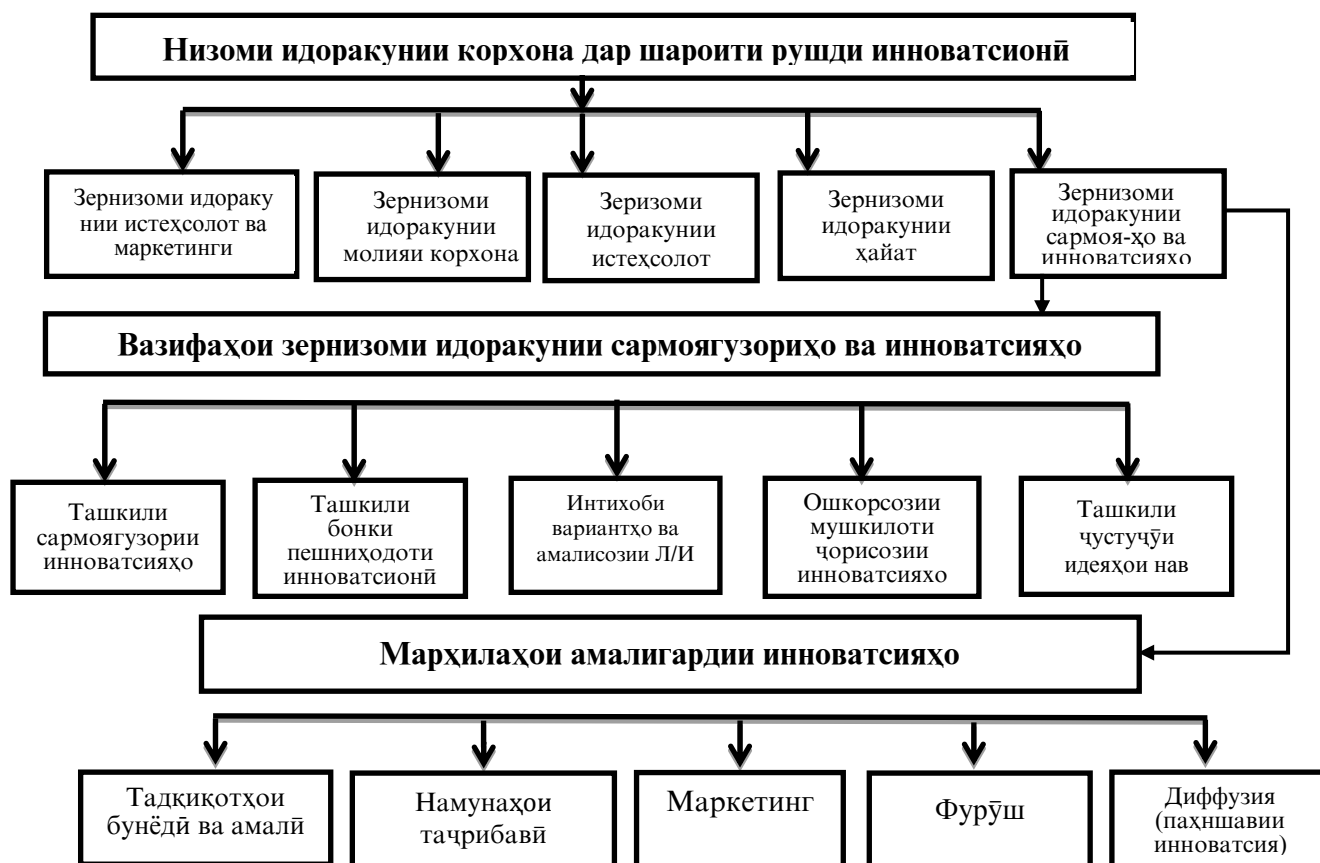 Низоми идоракунии корхона дар шароити рушди инноватсионӣ
Зернизоми идораку
нии истеҳсолот ва
маркетинги
Зернизоми
идоракунии
молияи корхона
Зеризоми
идоракунии
истеҳсолот
Зернизоми
идоракунии
ҳайат
Зернизоми
идоракунии
сармоя-ҳо ва
инноватсияҳо
Вазифаҳои зернизоми идоракунии сармоягузориҳо ва инноватсияҳо
Ташкили
сармоягузории
инноватсияҳо
Ташкили
бонки
пешниҳодоти
инноватсионӣ
Интихоби
вариантҳо ва
амалисозии Л/И
Ошкорсозии
мушкилоти
ҷорисозии
инноватсияхо
Ташкили
ҷустуҷӯи
идеяҳои нав
Марҳилаҳои амалигардии инноватсияҳо
Тадқиқотҳои
бунёдӣ ва амалӣ
Намунаҳои
таҷрибавӣ
Маркетинг
Фурӯш
Диффузия
(паҳншавии
инноватсия)